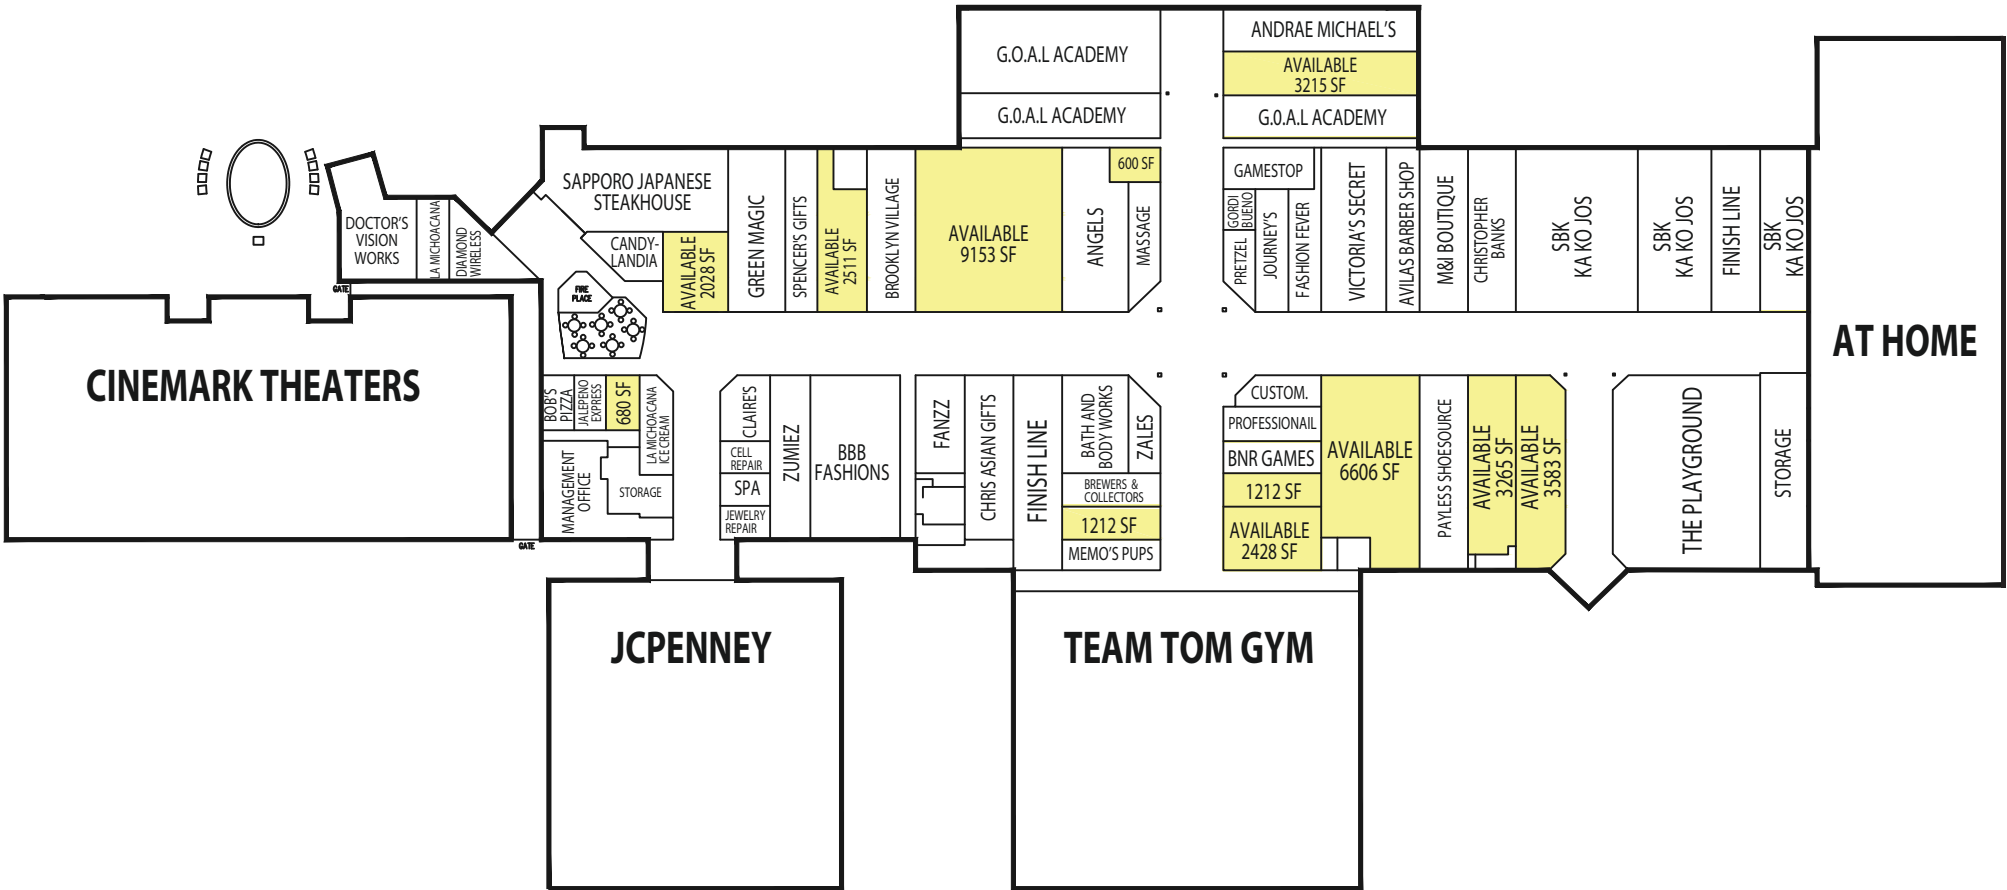 G.O.A.L ACADEMY
G.0.A.L ACADEMY
ANDRAE MICHAEL'S
AVAILABLE
3215 SF
G.0.A.L ACADEMY
DOCTOR'S
VISION
WORKS
LA MICHOACANA
DIAMOND
WIRELESS
SAPPORO JAPANESE
STEAKHOUSE
CANDY-
LANDIA
AVAILABLE
2028 SF
GREEN MAGIC
SPENCER'S GIFTS
AVAILABLE
2511 SF
BROOKLYN VILLAGE
AVAILABLE
9153 SF
ANGELS
600 SF
MASSAGE
GAMESTOP
GORDI
BUENO
PRETZEL
JOURNEY'S
FASHION FEVER
VICTORIA'S SECRET
AVILAS BARBER SHOP
M&I BOUTIQUE
CHRISTOPHER
BANKS
SBK
KA KO JOS
SBK
KA KO JOS
FINISH LINE
SBK
KA KO JOS
GATE
FIRE
PLACE
CINEMARK THEATERS
AT HOME
BOB'S
PIZZA
JALEPENO
EXPRESS
680 SF
LA MICHOACANA
ICE CREAM
MANAGEMENT
OFFICE
STORAGE
GATE
CLAIRE'S
CELL
REPAIR
SPA
JEWELRY
REPAIR
ZUMIEZ
BBB
FASHIONS
FANZZ
CHRIS ASIAN GIFTS
FINISH LINE
BATH AND
BODY WORKS
ZALES
BREWERS &
COLLECTORS
1212 SF
MEMO'S PUPS
CUSTOM.
PROFESSIONAIL
BNR GAMES
1212 SF
AVAILABLE
2428 SF
AVAILABLE
6606 SF
PAYLESS SHOESOURCE
AVAILABLE
3265 SF
AVAILABLE
3583 SF
THE PLAYGROUND
STORAGE
JCPENNEY
TEAM TOM GYM